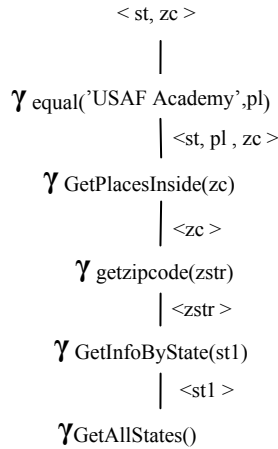 < st, zc >
γ equal('USAF Academy',pl)
<st, pl , zc >
γ GetPlacesInside(zc)
<zc >
γ getzipcode(zstr)
<zstr >
γ GetInfoByState(st1)
<st1 >
γGetAllStates()